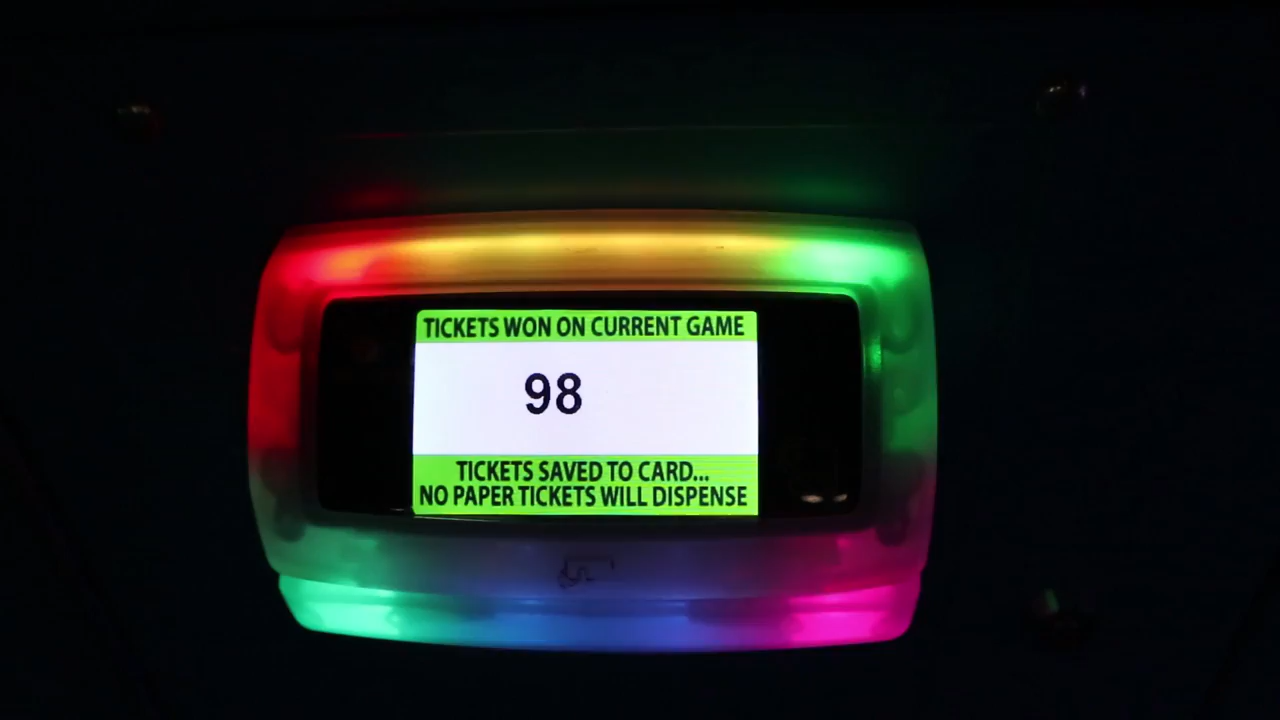 TICKETS WON ON CURRENT GAME
98
TICKETS SAVED TO CARD...
NO PAPER TICKETS WILL DISPENSE